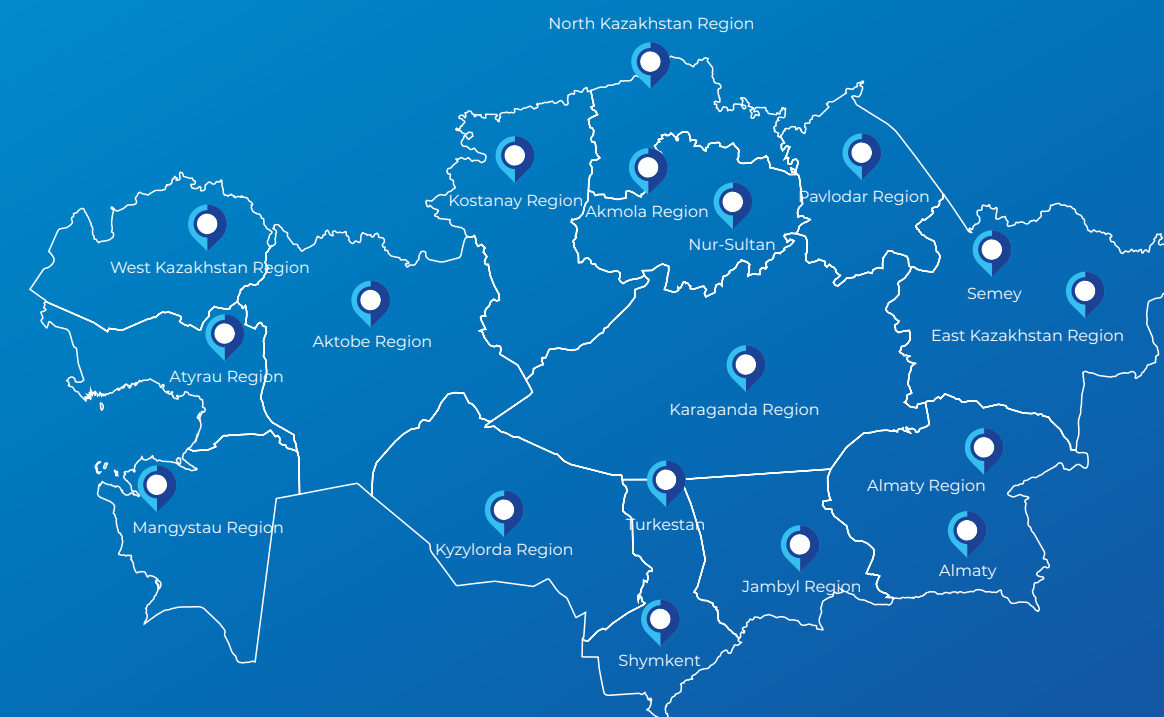 North Kazakhstan Region
Kostanay Region
Akmola Region
Pavlodar Region
Nur-Sultan
West Kazakhstan Region
Semey
Aktobe Region
East Kazakhstan Region
Atyrau Region
Karaganda Region
Almaty Region
Mangystau Region
Turkestan
Kyzylorda Region
Almaty
Jambyl Region
Shymkent